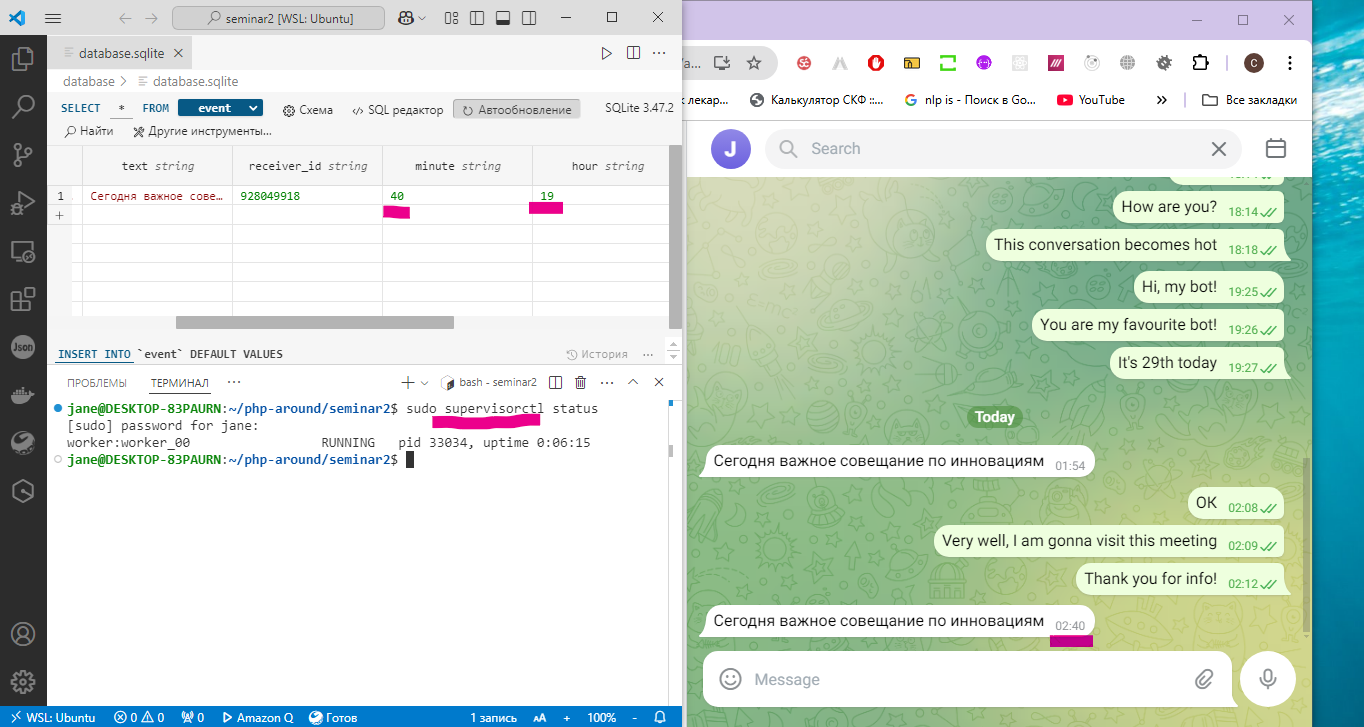 seminar2 [WSL: Ubuntu]
database.sqlite
database > database.sqlite
SELECT * FROM event Схема SQL редактор Автообновление SQLite 3.47.2
Найти Другие инструменты...
text string receiver_id string minute string hour string
1 Сегодня важное сове... 928049918 40 19
+
INSERT INTO `event` DEFAULT VALUES История ...
ПРОБЛЕМЫ ТЕРМИНАЛ ... bash - seminar2
jane@DESKTOP-83PAURN:~/php-around/seminar2$ sudo supervisorctl status
[sudo] password for jane:
worker:worker_00 RUNNING pid 33034, uptime 0:06:15
jane@DESKTOP-83PAURN:~/php-around/seminar2$
Json
WSL: Ubuntu 0 0 0 Amazon Q Готов 1 запись AA + 100% -
/a...
C
к лекар... Калькулятор СКФ ::... nlp is - Поиск в Go... YouTube » Все закладки
J Search
How are you? 18:14
This conversation becomes hot 18:18
Hi, my bot! 19:25
You are my favourite bot! 19:26
It's 29th today 19:27
Today
Сегодня важное совещание по инновациям 01:54
OK 02:08
Very well, I am gonna visit this meeting 02:09
Thank you for info! 02:12
Сегодня важное совещание по инновациям 02:40
Message